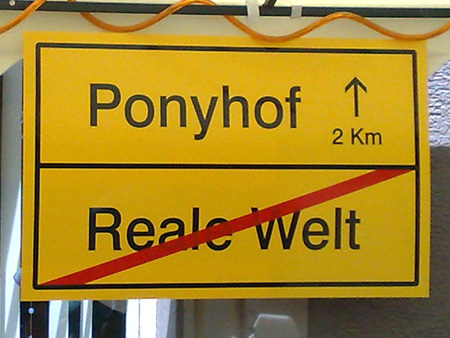 Ponyhof ↑
2 Km
Reale Welt